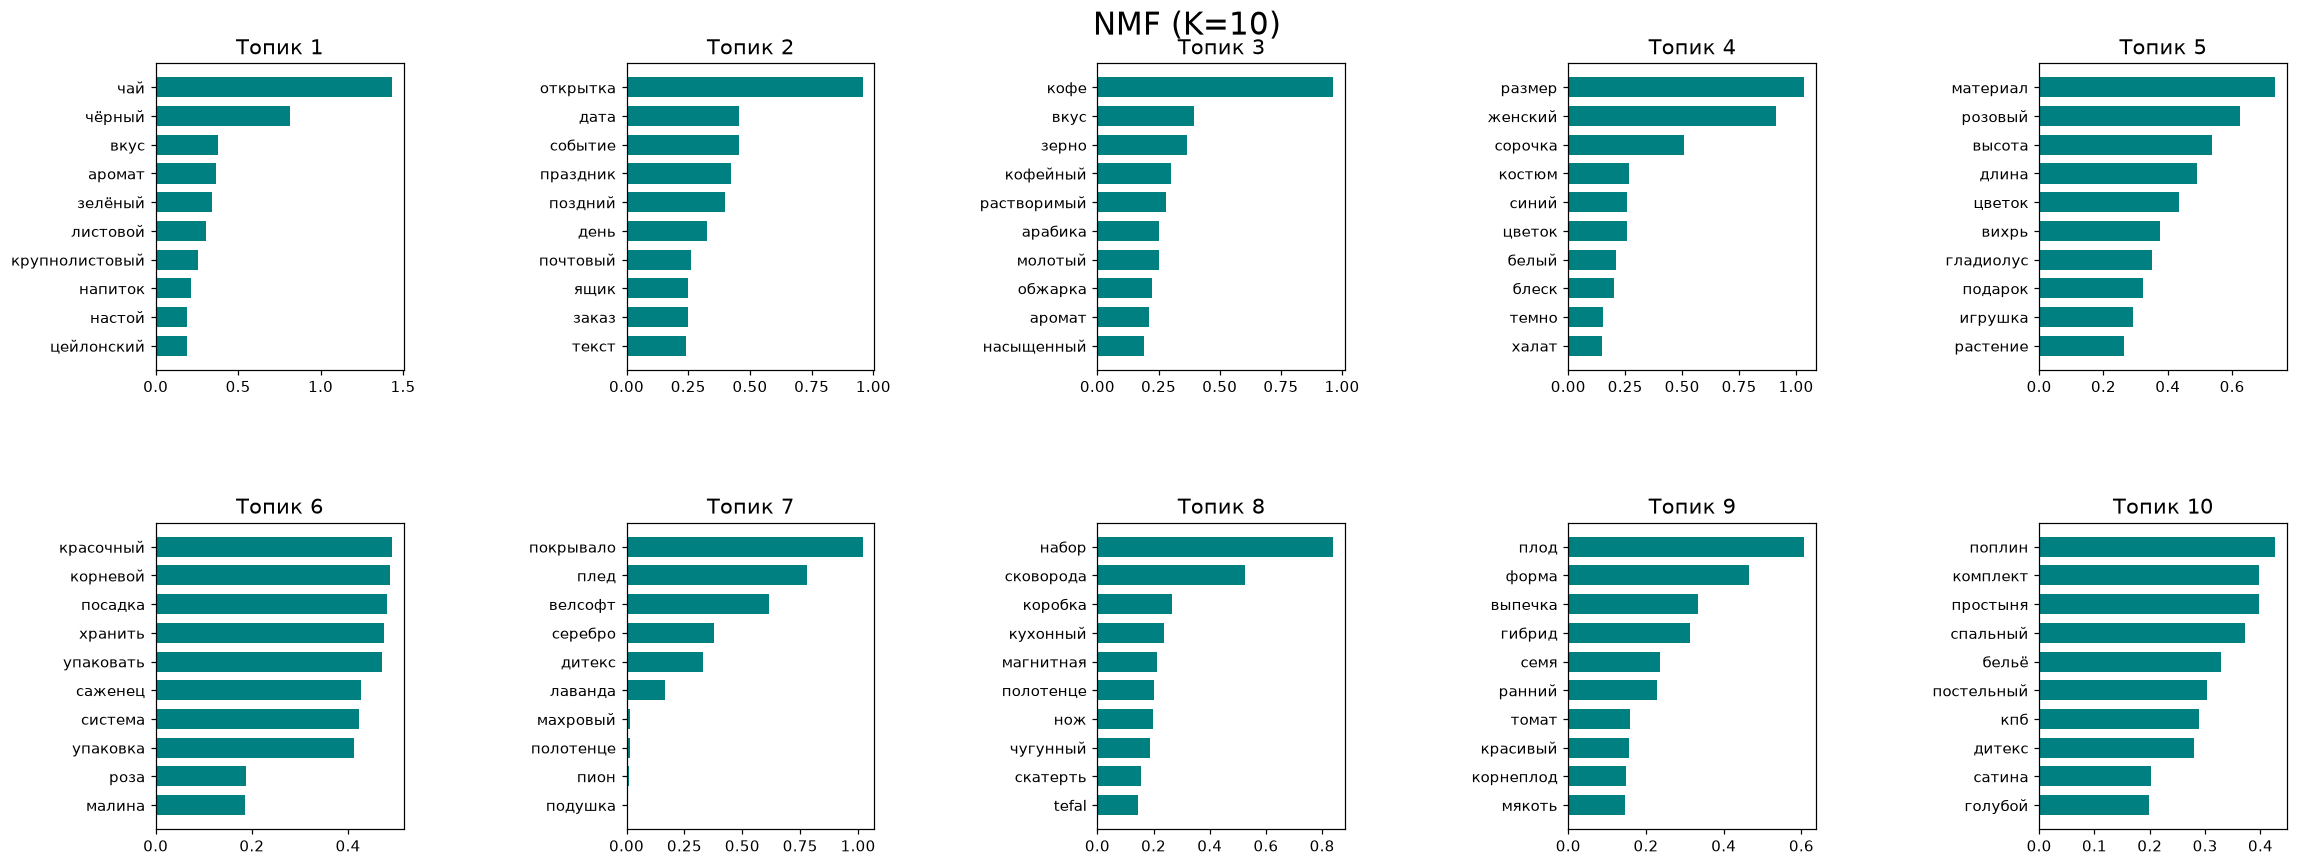 NMF (K=10)
Топик 1
чай
чёрный
вкус
аромат
зелёный
листовой
крупнолистовый
напиток
настой
цейлонский
0.0 0.5 1.0 1.5
Топик 2
открытка
дата
событие
праздник
поздний
день
почтовый
ящик
заказ
текст
0.00 0.25 0.50 0.75 1.00
Топик 3
кофе
вкус
зерно
кофейный
растворимый
арабика
молотый
обжарка
аромат
насыщенный
0.00 0.25 0.50 0.75 1.00
Топик 4
размер
женский
сорочка
костюм
синий
цветок
белый
блеск
темно
халат
0.00 0.25 0.50 0.75 1.00
Топик 5
материал
розовый
высота
длина
цветок
вихрь
гладиолус
подарок
игрушка
растение
0.0 0.2 0.4 0.6
Топик 6
красочный
корневой
посадка
хранить
упаковать
саженец
система
упаковка
роза
малина
0.0 0.2 0.4
Топик 7
покрывало
плед
велсофт
серебро
дитекс
лаванда
махровый
полотенце
пион
подушка
0.00 0.25 0.50 0.75 1.00
Топик 8
набор
сковорода
коробка
кухонный
магнитная
полотенце
нож
чугунный
скатерть
tefal
0.0 0.2 0.4 0.6 0.8
Топик 9
плод
форма
выпечка
гибрид
семя
ранний
томат
красивый
корнеплод
мякоть
0.0 0.2 0.4 0.6
Топик 10
поплин
комплект
простыня
спальный
бельё
постельный
кпб
дитекс
сатина
голубой
0.0 0.1 0.2 0.3 0.4